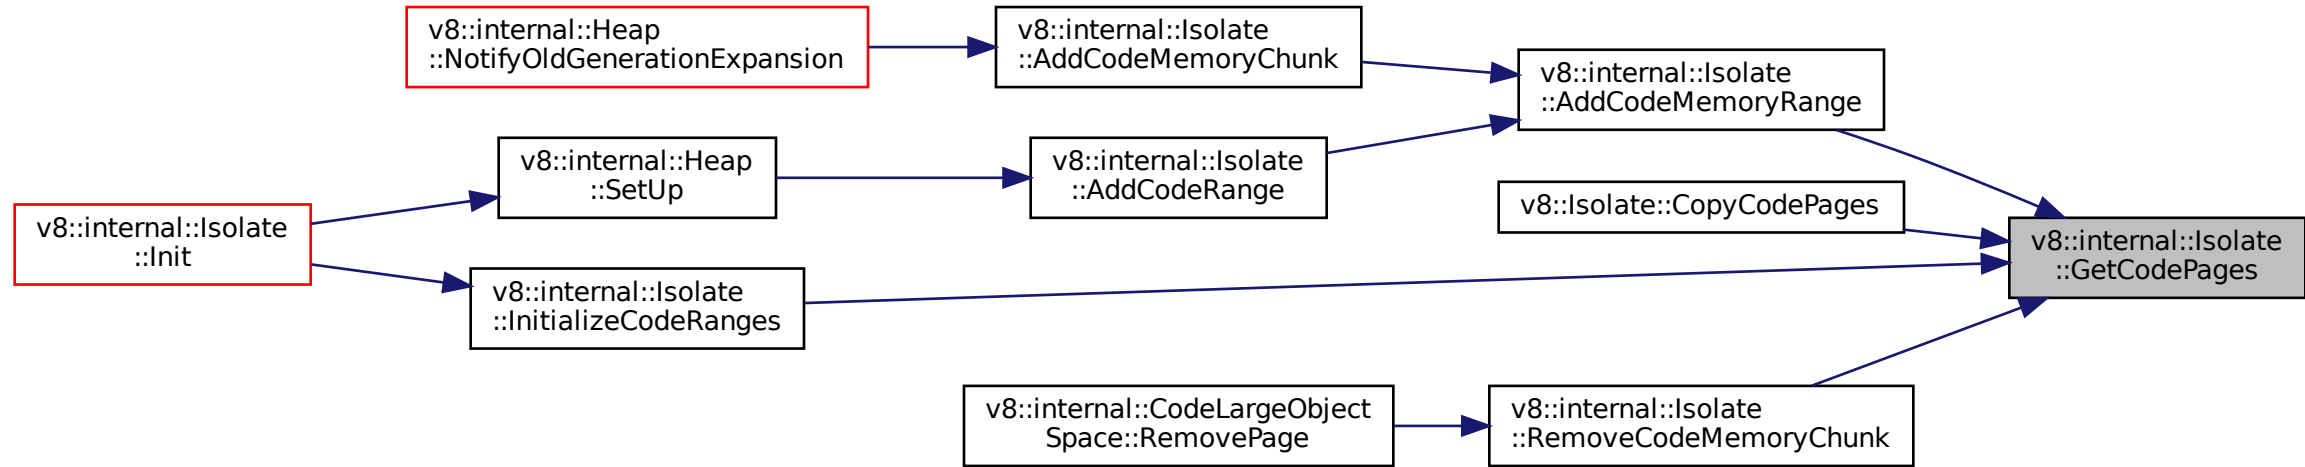 v8::internal::Heap
::NotifyOldGenerationExpansion
v8::internal::Isolate
::AddCodeMemoryChunk
v8::internal::Isolate
::AddCodeMemoryRange
v8::internal::Heap
::SetUp
v8::internal::Isolate
::AddCodeRange
v8::Isolate::CopyCodePages
v8::internal::Isolate
::Init
v8::internal::Isolate
::GetCodePages
v8::internal::Isolate
::InitializeCodeRanges
v8::internal::CodeLargeObject
Space::RemovePage
v8::internal::Isolate
::RemoveCodeMemoryChunk